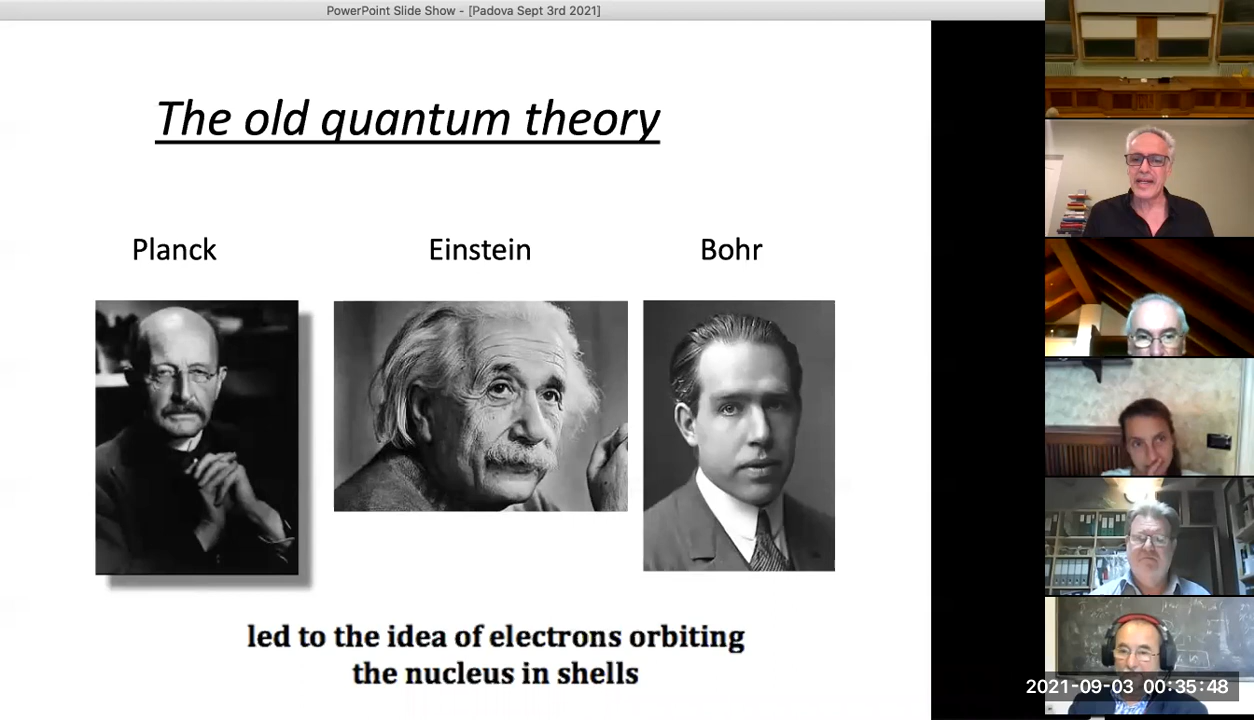 PowerPoint Slide Show - [Padova Sept 3rd 2021]
The old quantum theory
Planck
Einstein
Bohr
led to the idea of electrons orbiting
the nucleus in shells
2021-09-03 00:35:48